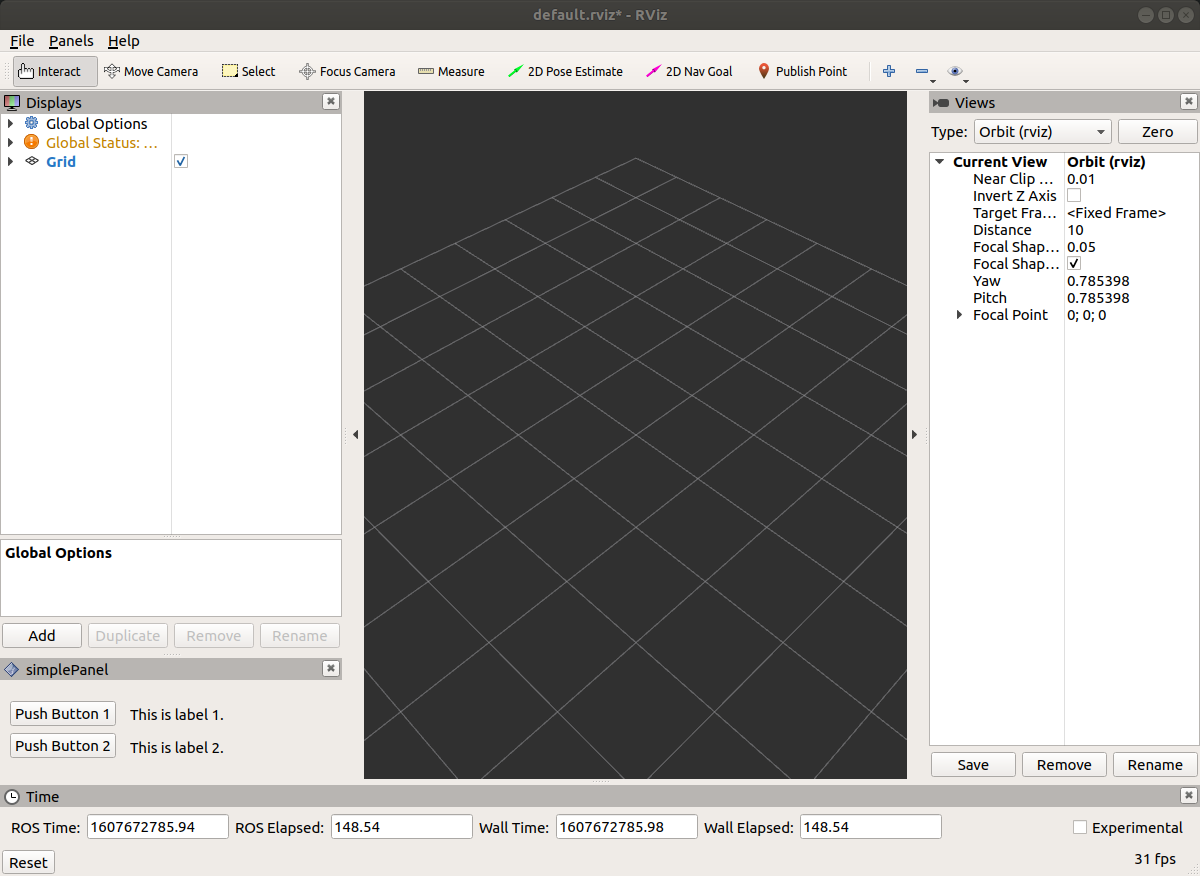 default.rviz* - RViz
File Panels Help
Interact Move Camera Select Focus Camera Measure 2D Pose Estimate 2D Nav Goal Publish Point
Displays
Global Options
Global Status: ...
Grid
Global Options
Add Duplicate Remove Rename
simplePanel
Push Button 1 This is label 1.
Push Button 2 This is label 2.
Views
Type: Orbit (rviz) Zero
Current View Orbit (rviz)
Near Clip ... 0.01
Invert Z Axis
Target Fra... <Fixed Frame>
Distance 10
Focal Shap... 0.05
Focal Shap...
Yaw 0.785398
Pitch 0.785398
Focal Point 0; 0; 0
Save Remove Rename
Time
ROS Time: 1607672785.94 ROS Elapsed: 148.54 Wall Time: 1607672785.98 Wall Elapsed: 148.54 Experimental
Reset 31 fps